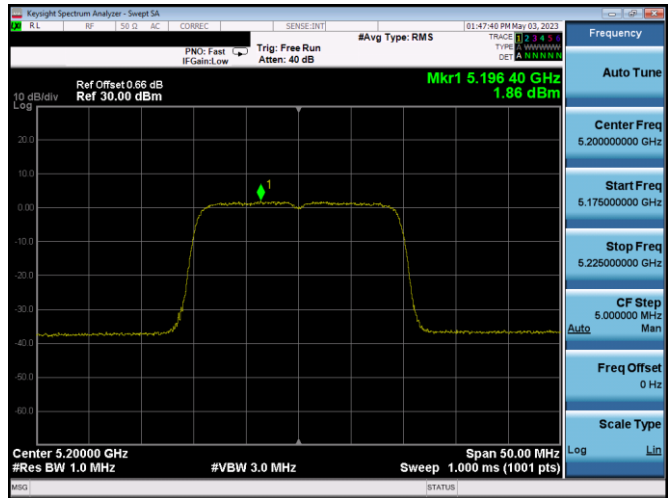 Keysight Spectrum Analyzer - Swept SA
RL RF 50 Ω AC CORREC SENSE:INT 01:47:40 PM May 03, 2023
#Avg Type: RMS
TRACE 1 2 3 4 5 6
PNO: Fast Trig: Free Run
TYPE A WWWWW
IFGain:Low Atten: 40 dB
DET A N N N N N
Mkr1 5.196 40 GHz
1.86 dBm
Ref Offset 0.66 dB
10 dB/div Ref 30.00 dBm
Log
20.0
10.0
1
0.00
-10.0
-20.0
-30.0
-40.0
-50.0
-60.0
Center 5.20000 GHz Span 50.00 MHz
#Res BW 1.0 MHz #VBW 3.0 MHz Sweep 1.000 ms (1001 pts)
MSG STATUS
Frequency
Auto Tune
Center Freq
5.200000000 GHz
Start Freq
5.175000000 GHz
Stop Freq
5.225000000 GHz
CF Step
5.000000 MHz
Auto Man
Freq Offset
0 Hz
Scale Type
Log Lin